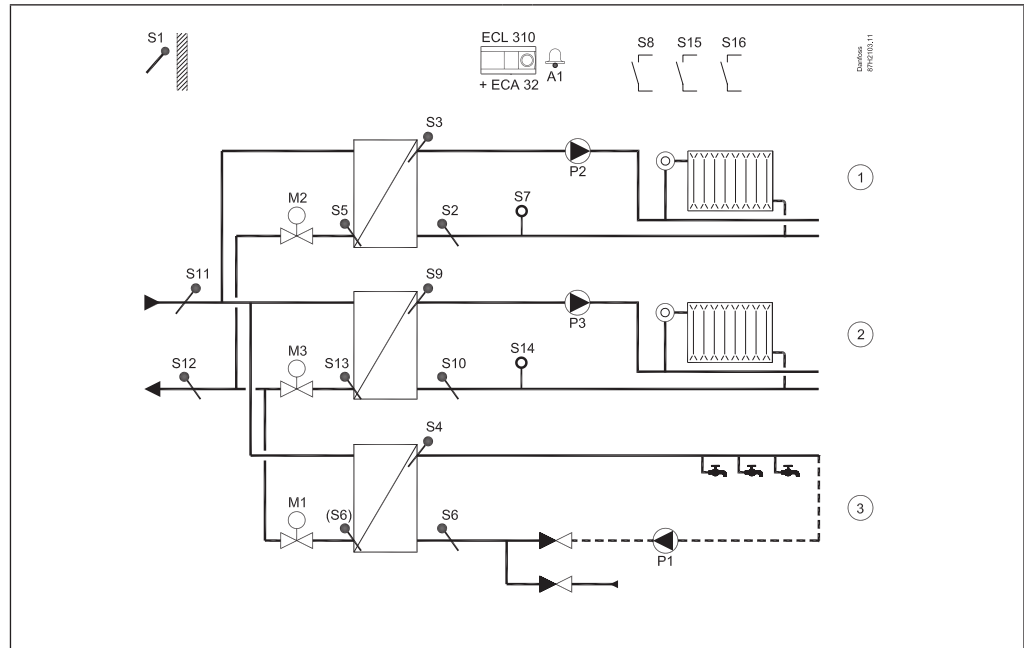 S1
ECL 310
A1
+ ECA 32
S8
S15
S16
Danfoss
87H2103.11
S3
P2
1
M2
S5
S2
S7
S11
S9
P3
2
S12
M3
S13
S10
S14
S4
M1
(S6)
S6
P1
3